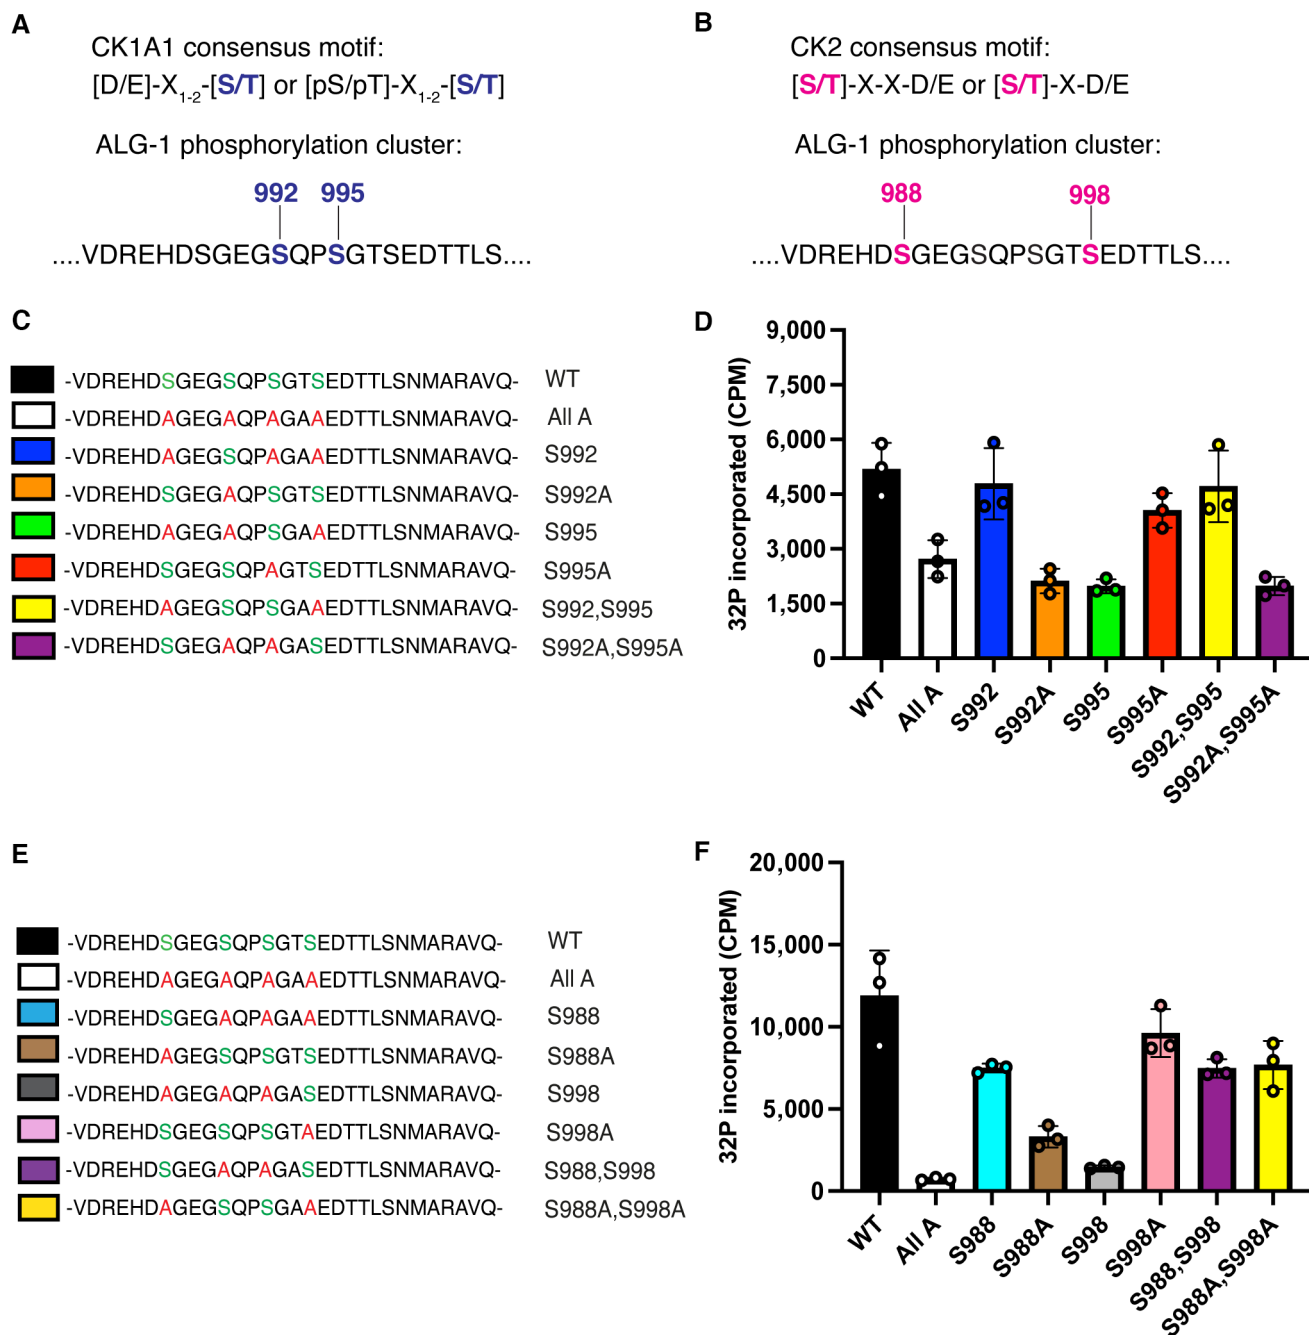 A
CK1A1 consensus motif:
[D/E]-X1-2-[S/T] or [pS/pT]-X1-2-[S/T]
ALG-1 phosphorylation cluster:
992 995
....VDREHDSGEGSQPSGTSEDTTLS....
B
CK2 consensus motif:
[S/T]-X-X-D/E or [S/T]-X-D/E
ALG-1 phosphorylation cluster:
988 998
....VDREHDSGEGSQPSGTSEDTTLS....
C
-VDREHDSGEGSQPSGTSEDTTLSNMARAVQ- WT
-VDREHDAGEGAQPAGAAEDTTLSNMARAVQ- All A
-VDREHDAGEGSQPAGAAEDTTLSNMARAVQ- S992
-VDREHDSGEGAQPSGTSEDTTLSNMARAVQ- S992A
-VDREHDAGEGAQPSGAAEDTTLSNMARAVQ- S995
-VDREHDSGEGSQPAGTSEDTTLSNMARAVQ- S995A
-VDREHDAGEGSQPSGAAEDTTLSNMARAVQ- S992,S995
-VDREHDSGEGAQPAGASEDTTLSNMARAVQ- S992A,S995A
D
32P incorporated (CPM)
9,000
7,500
6,000
4,500
3,000
1,500
0
WT
All A
S992
S992A
S995
S995A
S992,S995
S992A,S995A
E
-VDREHDSGEGSQPSGTSEDTTLSNMARAVQ- WT
-VDREHDAGEGAQPAGAAEDTTLSNMARAVQ- All A
-VDREHDSGEGAQPAGAAEDTTLSNMARAVQ- S988
-VDREHDAGEGSQPSGTSEDTTLSNMARAVQ- S988A
-VDREHDAGEGAQPAGASEDTTLSNMARAVQ- S998
-VDREHDSGEGSQPSGTAEDTTLSNMARAVQ- S998A
-VDREHDSGEGAQPAGASEDTTLSNMARAVQ- S988,S998
-VDREHDAGEGSQPSGAAEDTTLSNMARAVQ- S988A,S998A
F
32P incorporated (CPM)
20,000
15,000
10,000
5,000
0
WT
All A
S988
S988A
S998
S998A
S988,S998
S988A,S998A